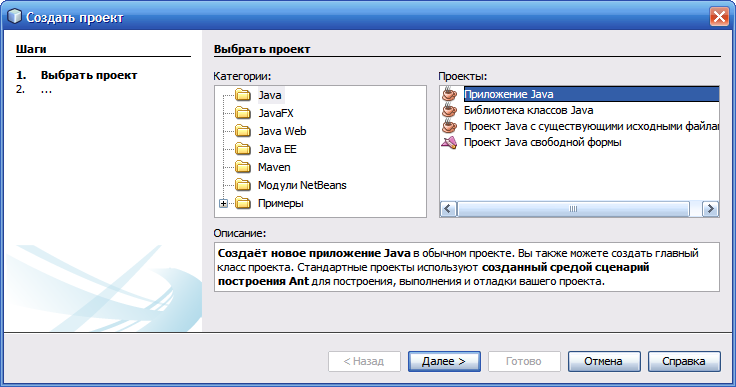 Создать проект
Шаги
1. Выбрать проект
2. ...
Выбрать проект
Категории:
Java
JavaFX
Java Web
Java EE
Maven
Модули NetBeans
Примеры
Проекты:
Приложение Java
Библиотека классов Java
Проект Java с существующими исходными файла
Проект Java свободной формы
Описание:
Создаёт новое приложение Java в обычном проекте. Вы также можете создать главный
класс проекта. Стандартные проекты используют созданный средой сценарий
построения Ant для построения, выполнения и отладки вашего проекта.
< Назад
Далее >
Готово
Отмена
Справка